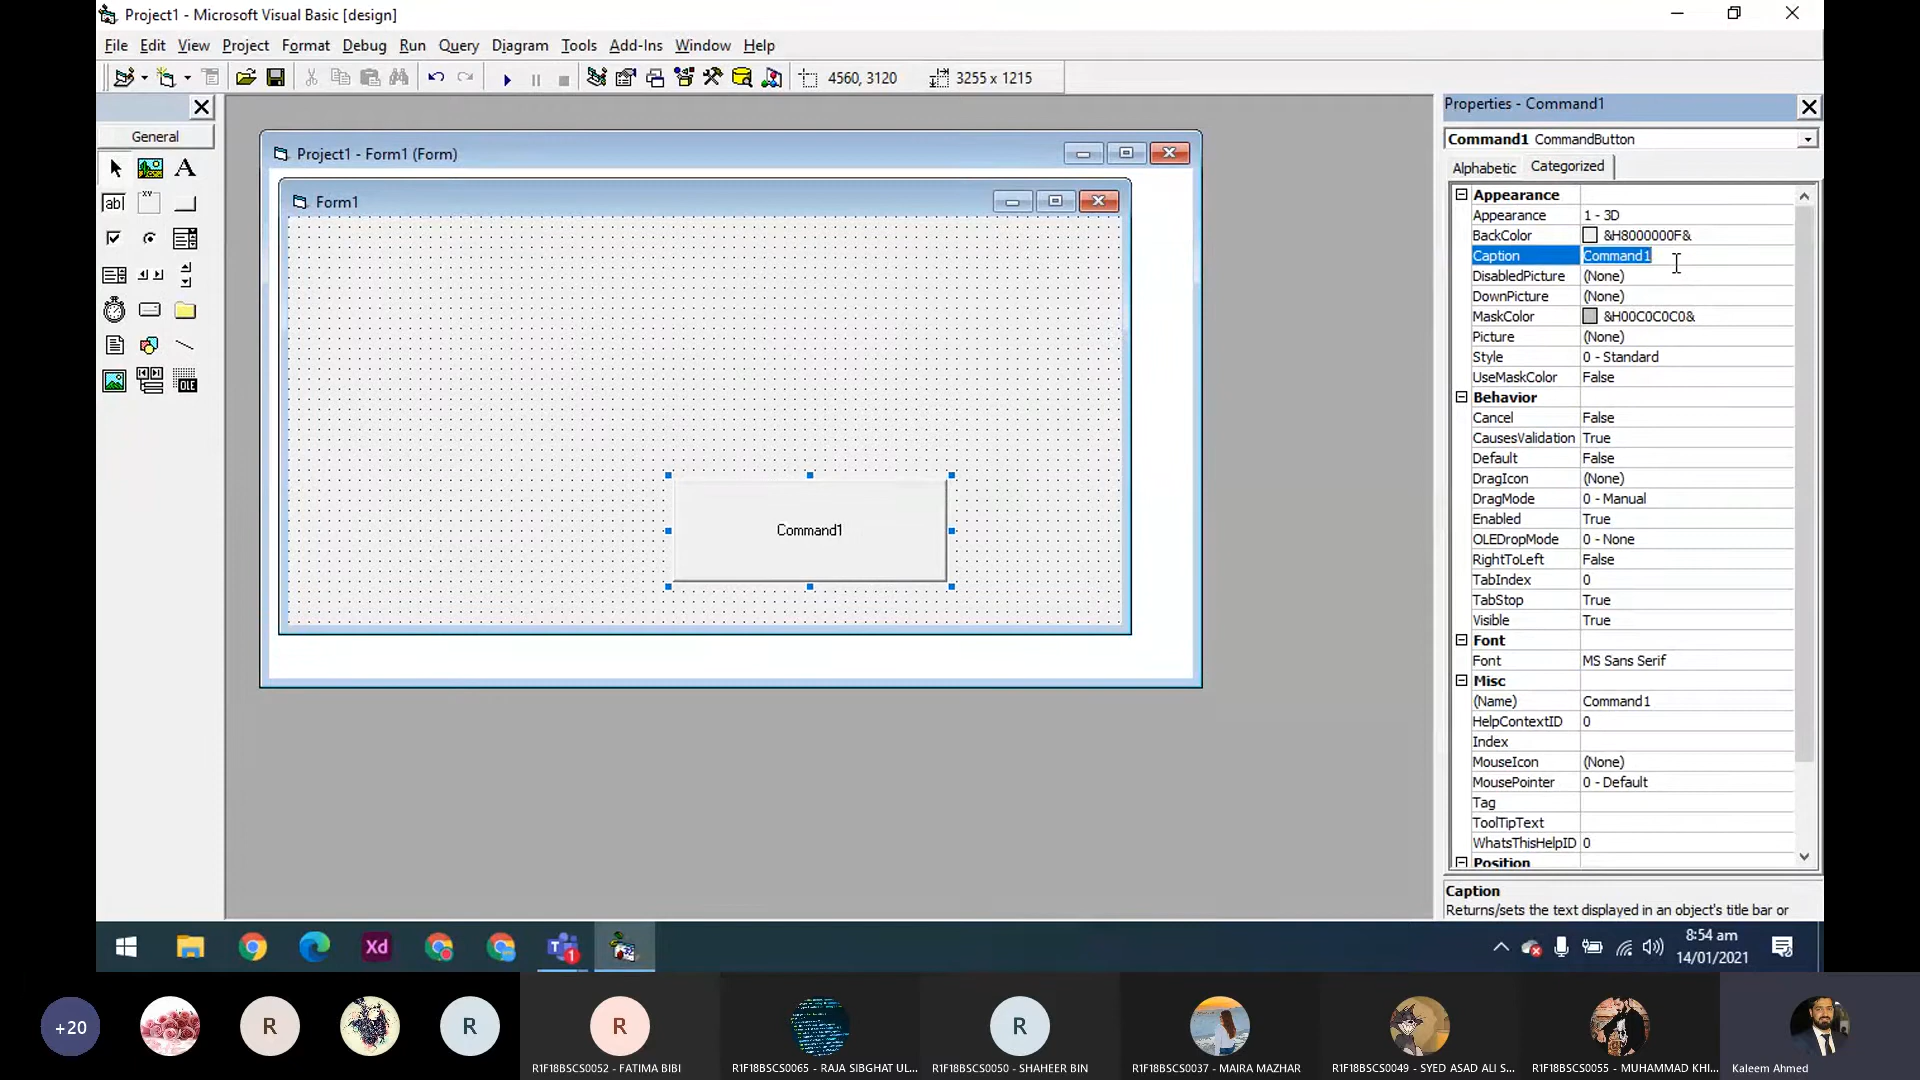 Project1 - Microsoft Visual Basic [design]
File Edit View Project Format Debug Run Query Diagram Tools Add-Ins Window Help
4560, 3120 3255 x 1215
General
A
ab|
XY
OLE
Project1 - Form1 (Form)
Form1
Command1
Properties - Command1
Command1 CommandButton
Alphabetic Categorized
Appearance
Appearance 1 - 3D
BackColor &H8000000F&
Caption Command1
DisabledPicture (None)
DownPicture (None)
MaskColor &H00C0C0C0&
Picture (None)
Style 0 - Standard
UseMaskColor False
Behavior
Cancel False
CausesValidation True
Default False
DragIcon (None)
DragMode 0 - Manual
Enabled True
OLEDropMode 0 - None
RightToLeft False
TabIndex 0
TabStop True
Visible True
Font
Font MS Sans Serif
Misc
(Name) Command1
HelpContextID 0
Index
MouseIcon (None)
MousePointer 0 - Default
Tag
ToolTipText
WhatsThisHelpID 0
Position
Caption
Returns/sets the text displayed in an object's title bar or
Xd
1
8:54 am
14/01/2021
+20
R
R
R
R
R1F18BSCS0052 - FATIMA BIBI
R1F18BSCS0065 - RAJA SIBGHAT UL...
R1F18BSCS0050 - SHAHEER BIN
R1F18BSCS0037 - MAIRA MAZHAR
R1F18BSCS0049 - SYED ASAD ALI S...
R1F18BSCS0055 - MUHAMMAD KHI...
Kaleem Ahmed